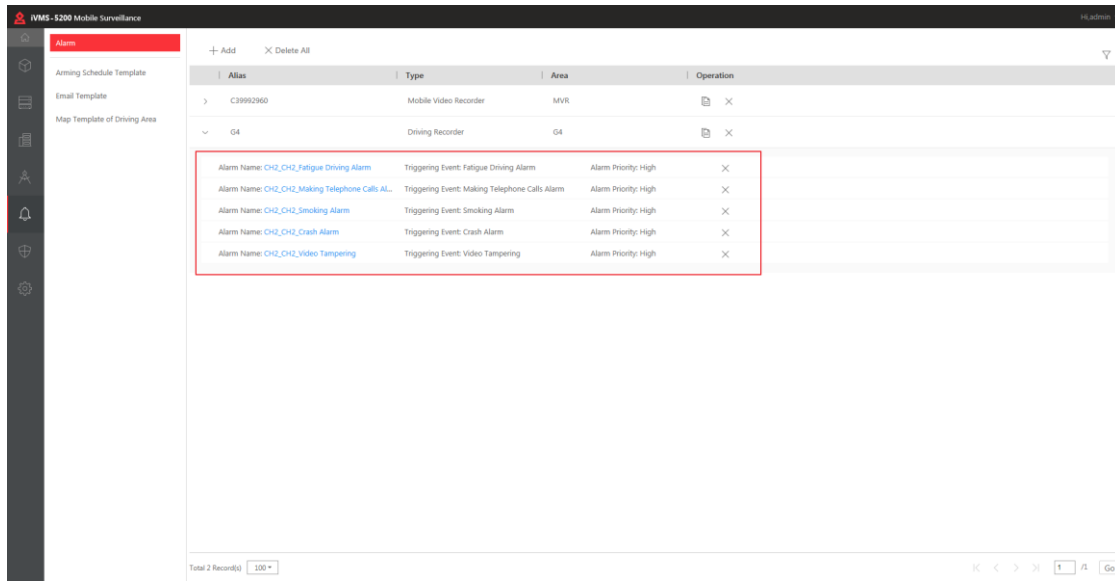 iVMS-5200 Mobile Surveillance
Hi,admin
Alarm
Arming Schedule Template
Email Template
Map Template of Driving Area
Add Delete All
Alias Type Area Operation
C39992960 Mobile Video Recorder MVR
G4 Driving Recorder G4
Alarm Name: CH2_CH2_Fatigue Driving Alarm Triggering Event: Fatigue Driving Alarm Alarm Priority: High
Alarm Name: CH2_CH2_Making Telephone Calls Al... Triggering Event: Making Telephone Calls Alarm Alarm Priority: High
Alarm Name: CH2_CH2_Smoking Alarm Triggering Event: Smoking Alarm Alarm Priority: High
Alarm Name: CH2_CH2_Crash Alarm Triggering Event: Crash Alarm Alarm Priority: High
Alarm Name: CH2_CH2_Video Tampering Triggering Event: Video Tampering Alarm Priority: High
Total 2 Record(s) 100 1 /1 Go